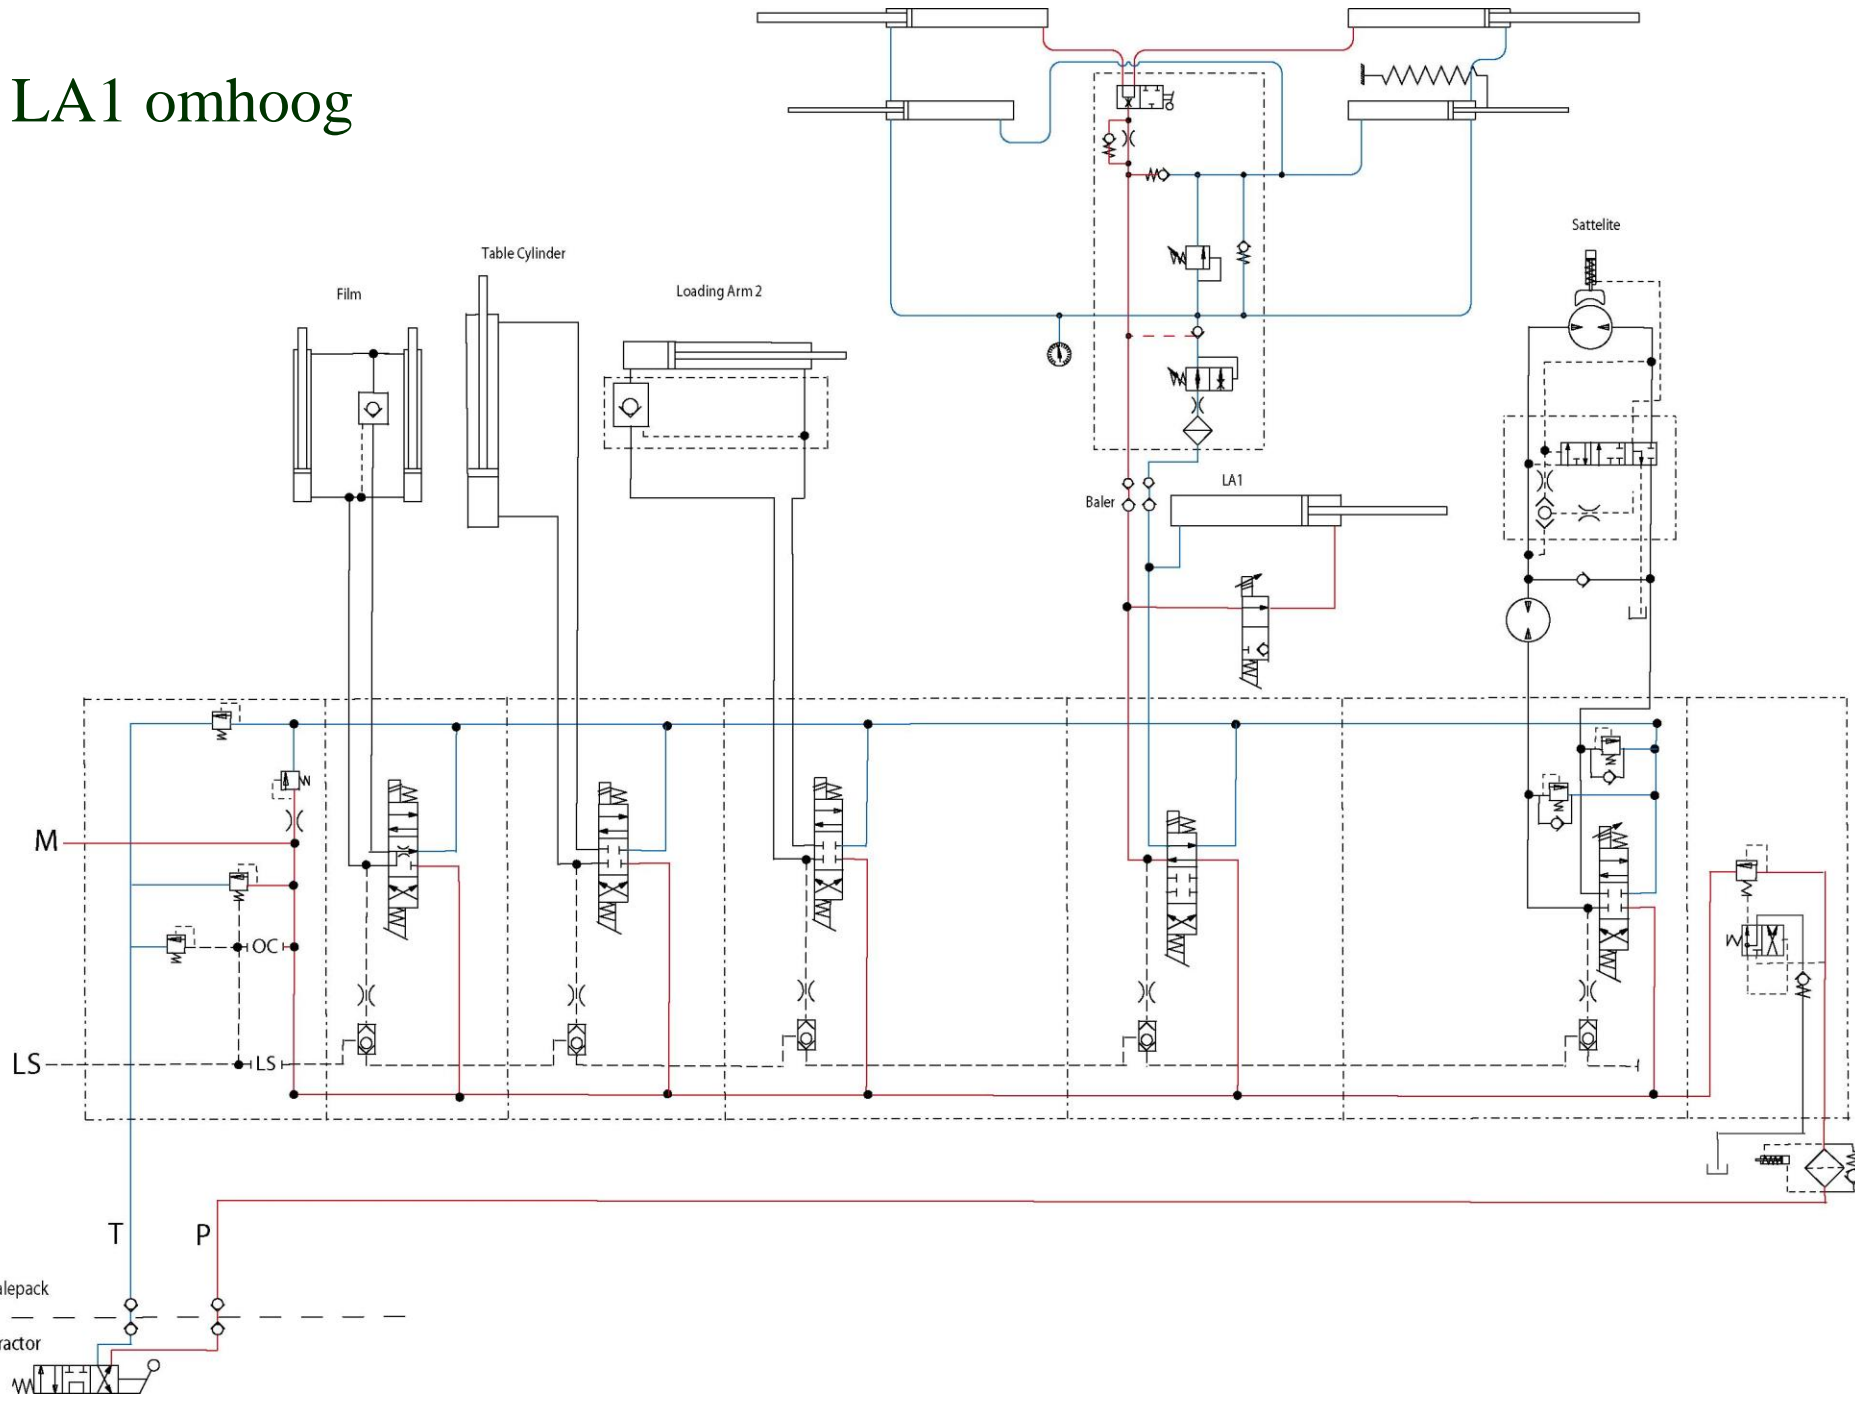 LA1 omhoog
Sattelite
Table Cylinder
Film
Loading Arm 2
LA1
Baler
M
OC
LS
LS
T
P
alepack
ractor